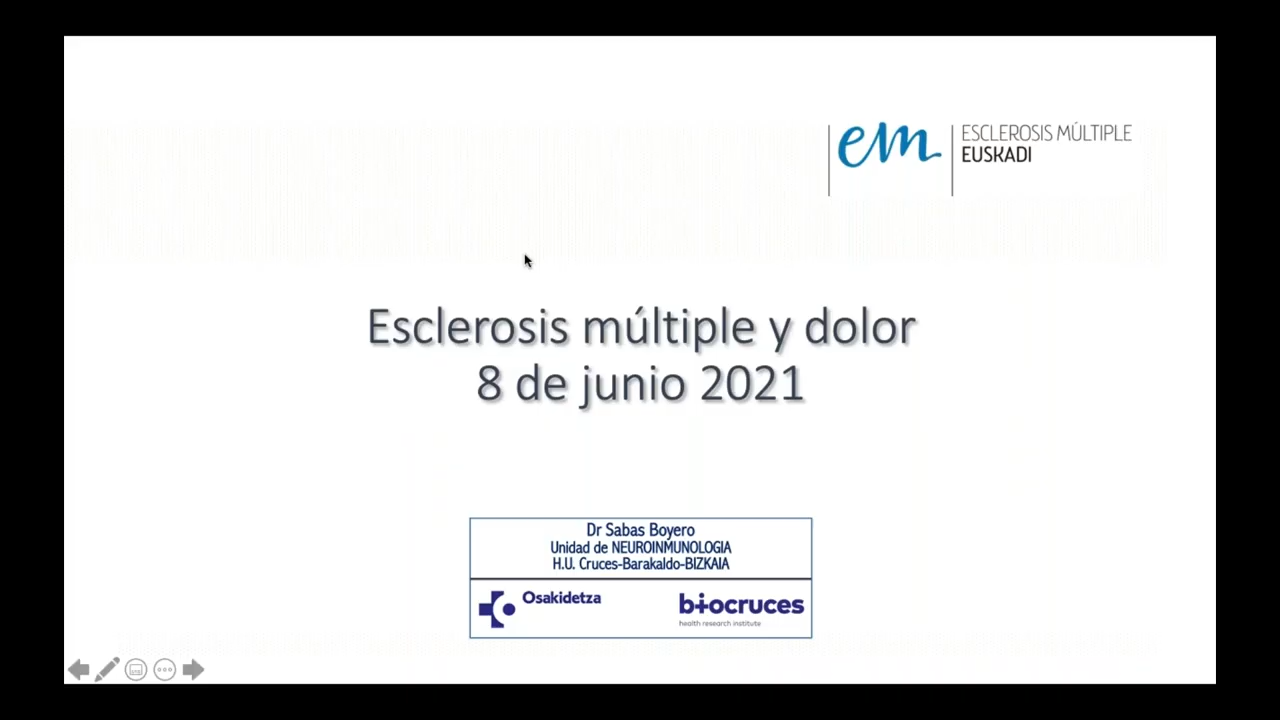 em
ESCLEROSIS MÚLTIPLE
EUSKADI
Esclerosis múltiple y dolor
8 de junio 2021
Dr Sabas Boyero
Unidad de NEUROINMUNOLOGIA
H.U. Cruces-Barakaldo-BIZKAIA
Osakidetza
biocruces
health research institute